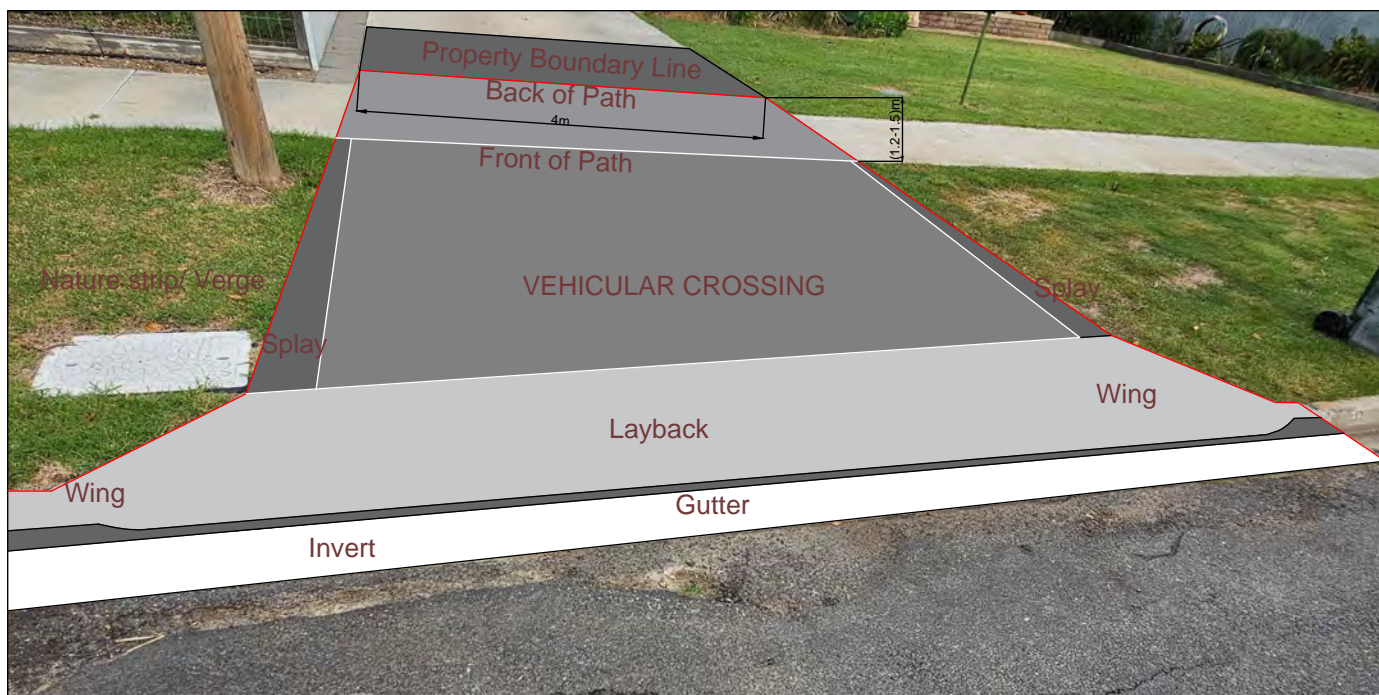 Property Boundary Line
Back of Path
4m
(1.2-1.5)m
Front of Path
Nature strip/ Verge
VEHICULAR CROSSING
Splay
Splay
Wing
Layback
Wing
Gutter
Invert